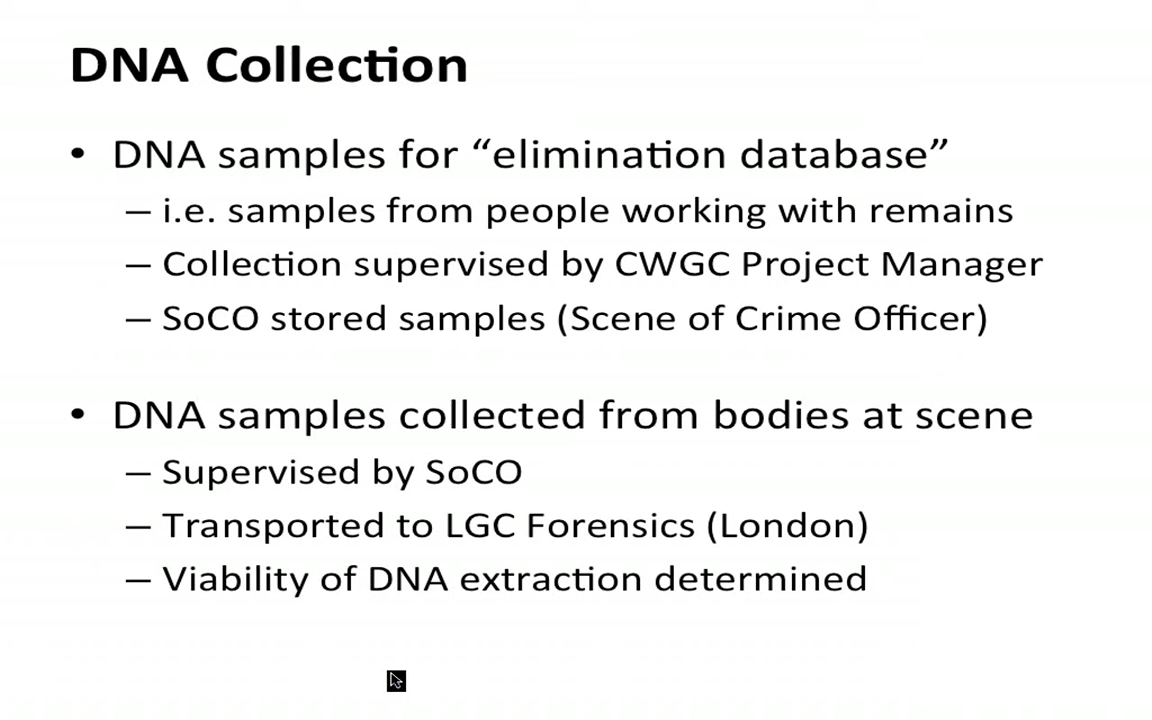 DNA Collection
• DNA samples for “elimination database”
– i.e. samples from people working with remains
– Collection supervised by CWGC Project Manager
– SoCO stored samples (Scene of Crime Officer)
• DNA samples collected from bodies at scene
– Supervised by SoCO
– Transported to LGC Forensics (London)
– Viability of DNA extraction determined